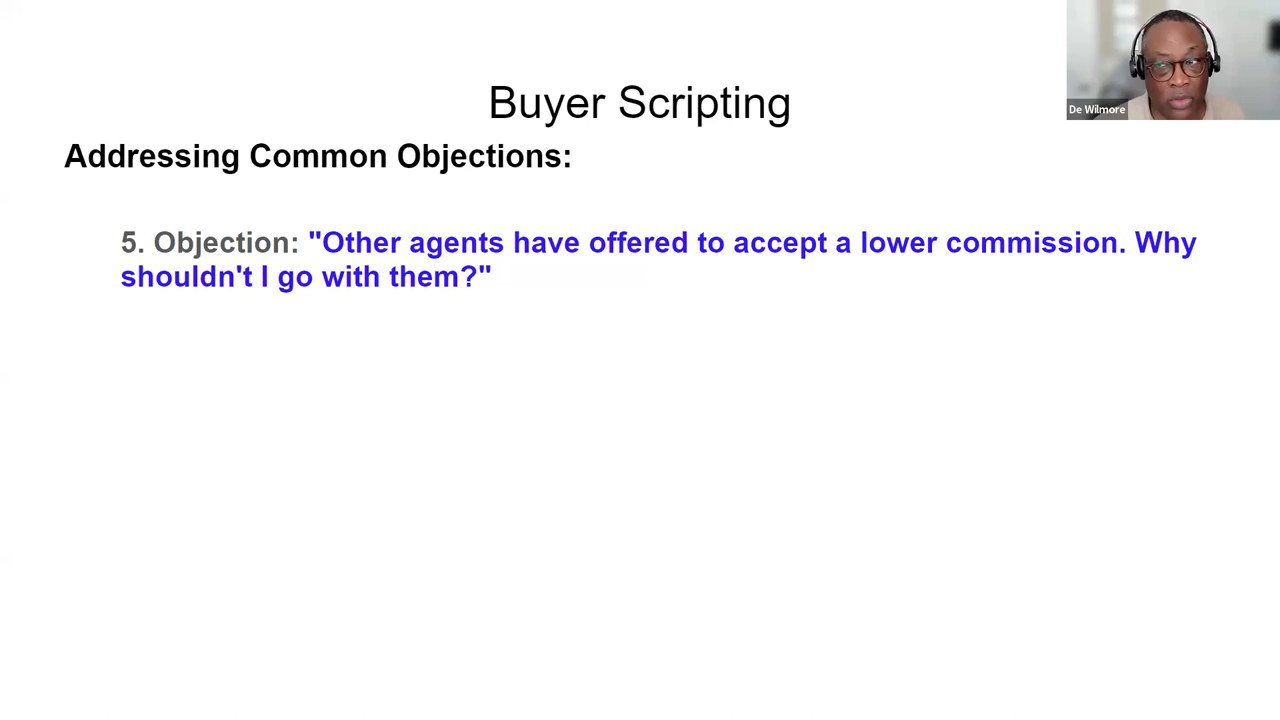 Buyer Scripting
De Wilmore
Addressing Common Objections:
5. Objection: "Other agents have offered to accept a lower commission. Why
shouldn't I go with them?"